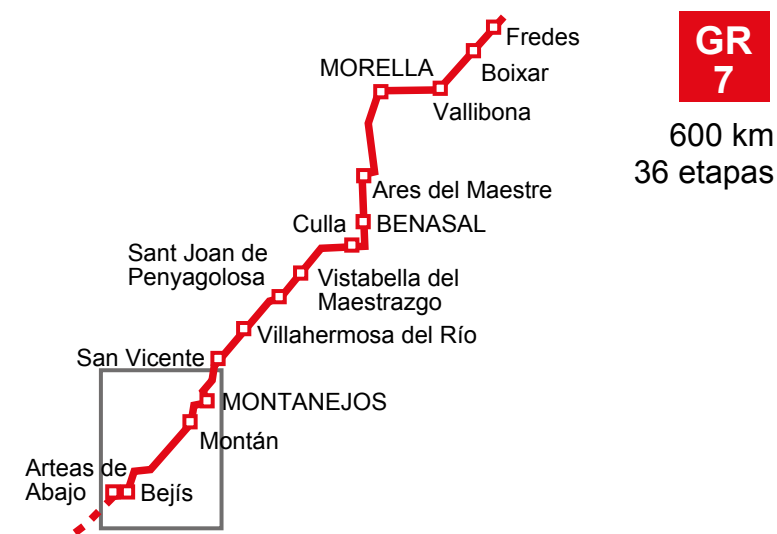 Fredes
GR
7
MORELLA
Boixar
Vallibona
600 km
36 etapas
Ares del Maestre
Culla
BENASAL
Sant Joan de
Penyagolosa
Vistabella del
Maestrazgo
Villahermosa del Río
San Vicente
MONTANEJOS
Montán
Arteas de
Abajo
Bejís